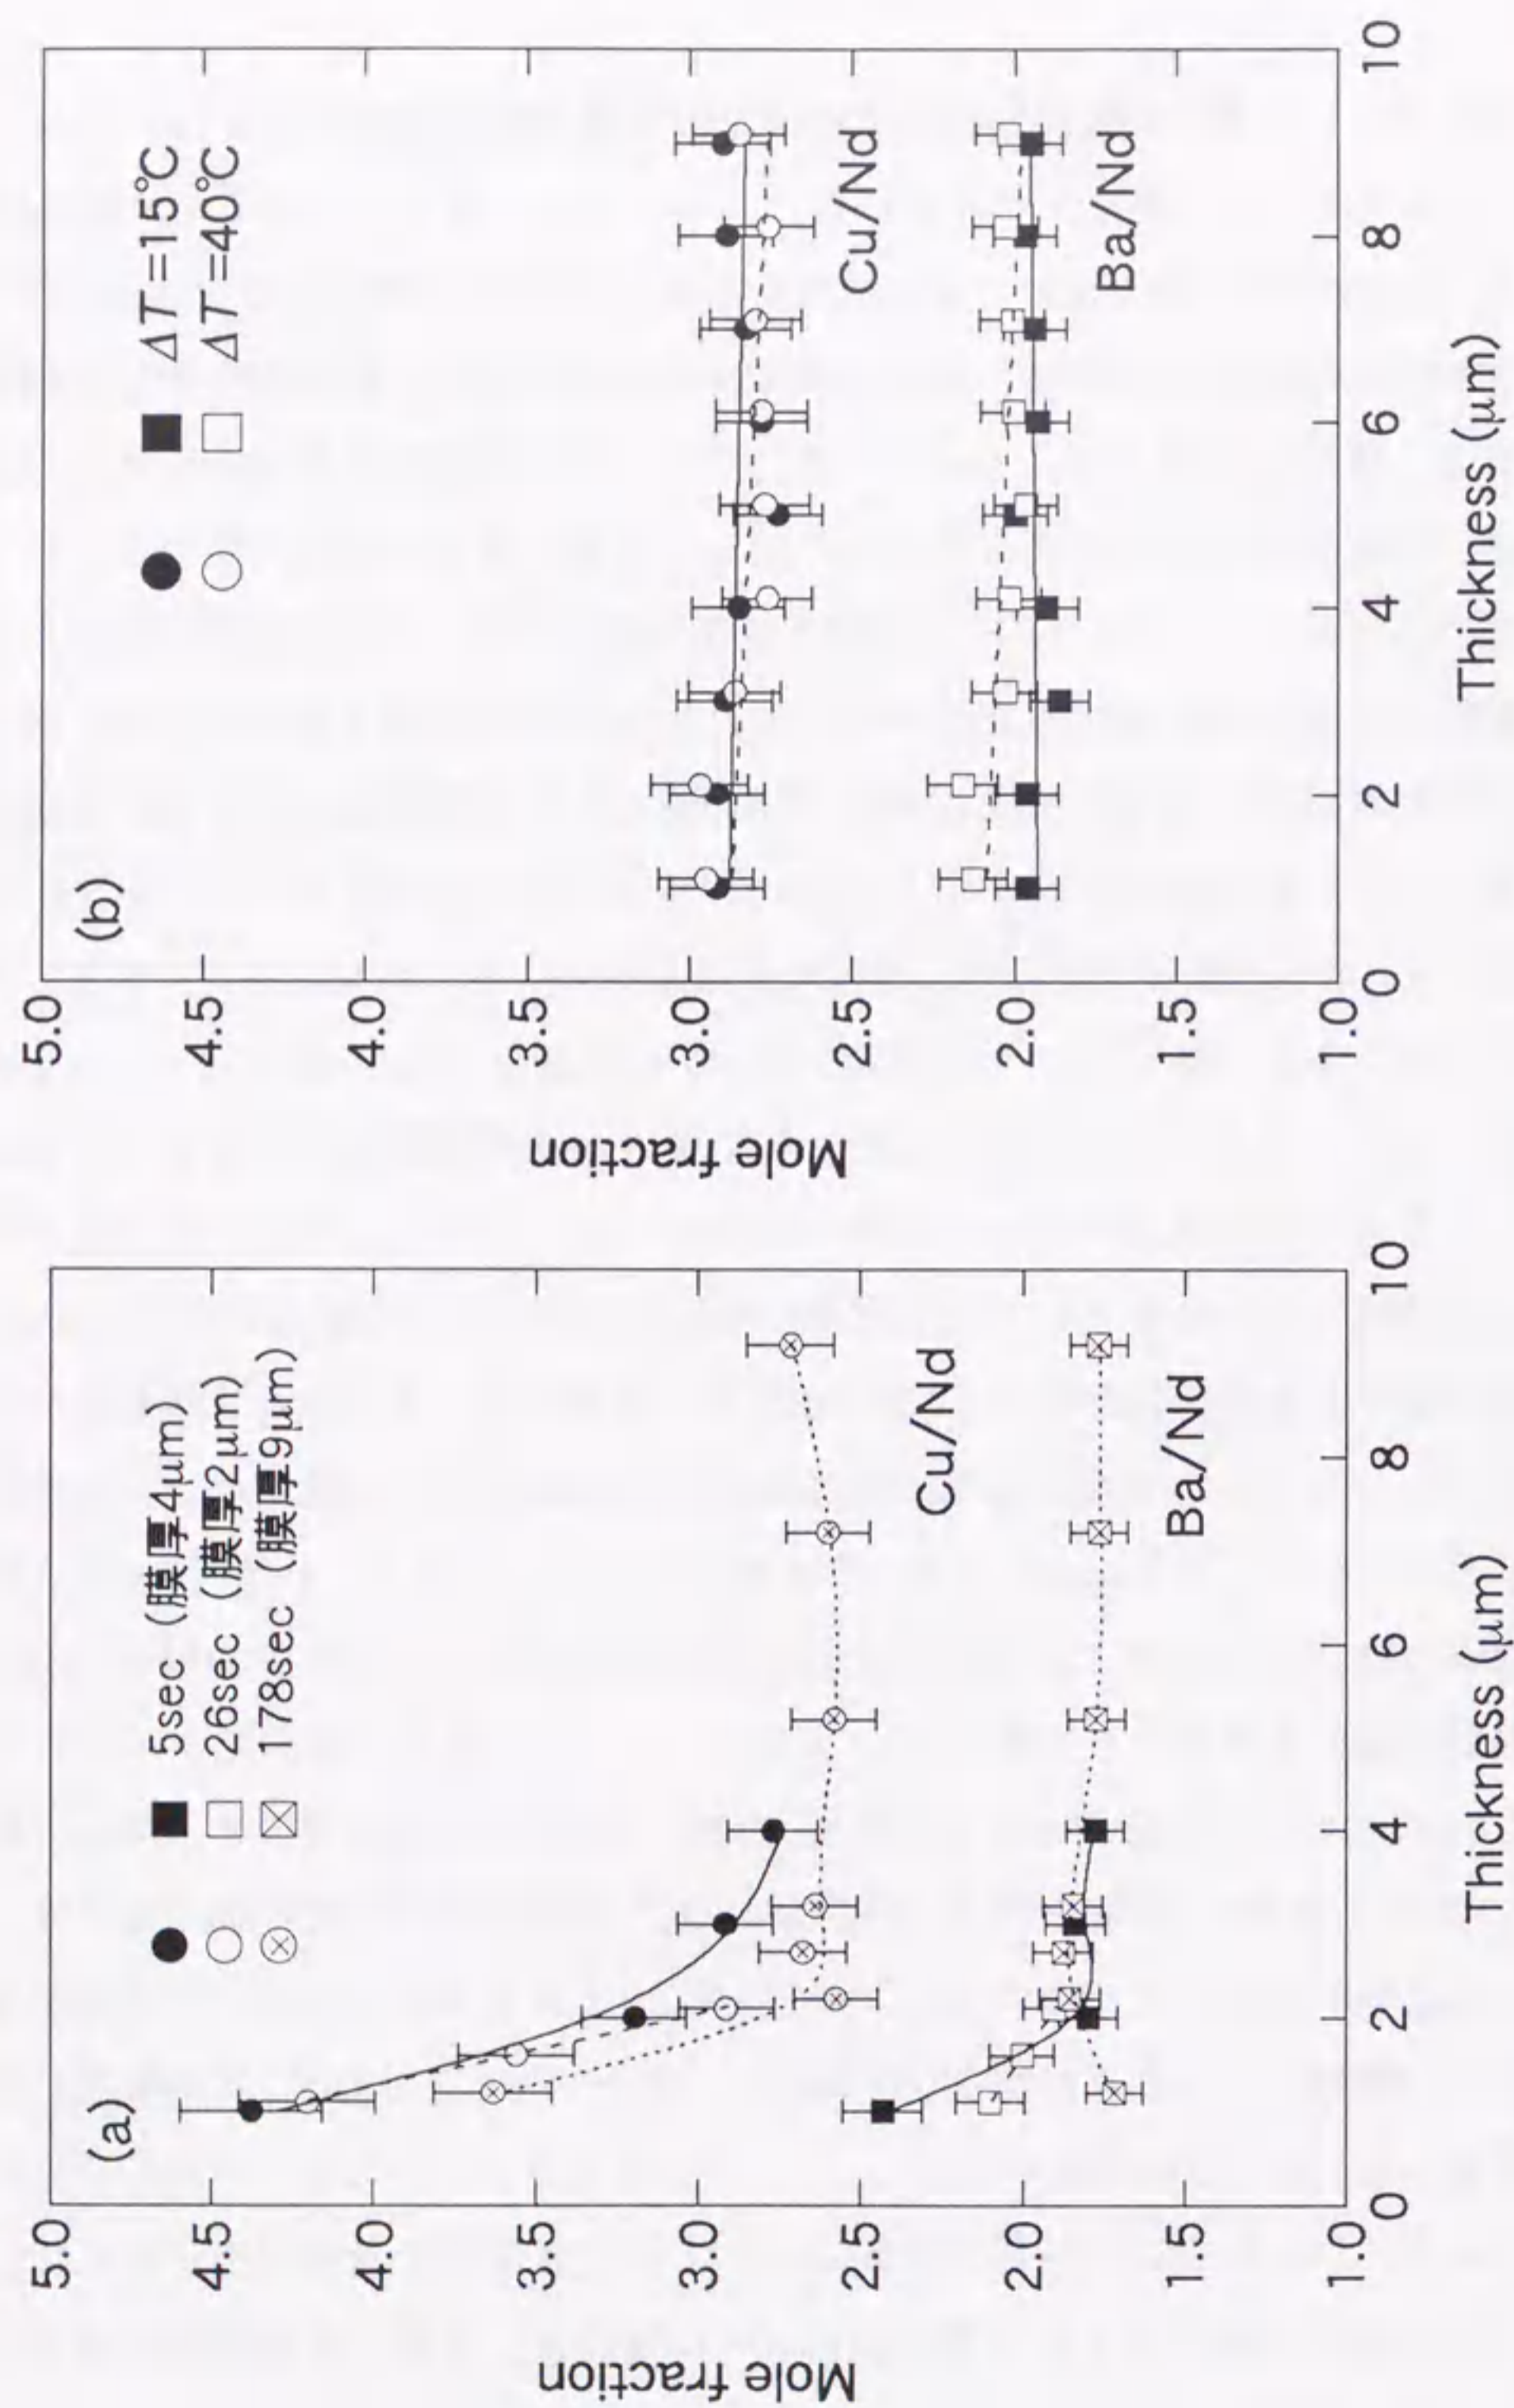 (a)
5sec (膜厚4μm)
26sec (膜厚2μm)
178sec (膜厚9μm)
Cu/Nd
Ba/Nd
5.0
4.5
4.0
3.5
3.0
2.5
2.0
1.5
1.0
Mole fraction
0 2 4 6 8 10
Thickness (μm)
(b)
ΔT=15℃
ΔT=40℃
Cu/Nd
Ba/Nd
5.0
4.5
4.0
3.5
3.0
2.5
2.0
1.5
1.0
Mole fraction
0 2 4 6 8 10
Thickness (μm)